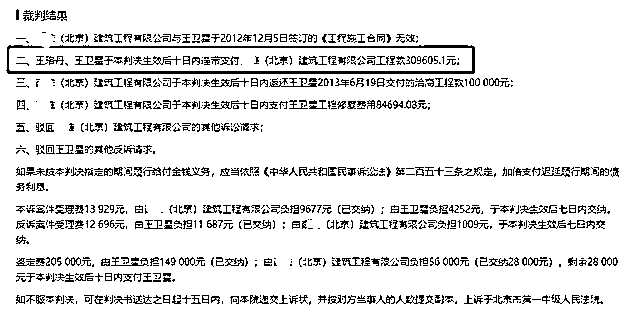 裁判结果
一、（北京）建筑工程有限公司与王卫星于2012年12月5日签订的《工程施工合同》无效；
二、王珞丹、王卫星于本判决生效后十日内连带支付（北京）建筑工程有限公司工程款309605.1元；
三、（北京）建筑工程有限公司于本判决生效后十日内返还王卫星2013年6月19日交付的洽商工程款100 000元；
四、（北京）建筑工程有限公司于本判决生效后十日内支付王卫星工程修复费用84694.03元；
五、驳回（北京）建筑工程有限公司的其他诉讼请求；
六、驳回王卫星的其他反诉请求。
如果未按本判决指定的期间履行给付金钱义务，应当依照《中华人民共和国民事诉讼法》第二百五十三条之规定，加倍支付迟延履行期间的债
务利息。
本诉案件受理费13 929元，由（北京）建筑工程有限公司负担9677元（已交纳）；由王卫星负担4252元，于本判决生效后七日内交纳。
反诉案件受理费12 696元，由王卫星负担11 687元（已交纳）；由（北京）建筑工程有限公司负担1009元，于本判决生效后七日内交
纳。
鉴定费205 000元，由王卫星负担149 000元（已交纳）；由（北京）建筑工程有限公司负担56 000元（已交纳28 000元），剩余28 000
元于本判决生效后十日内支付王卫星。
如不服本判决，可在判决书送达之日起十五日内，向本院递交上诉状，并按对方当事人的人数提交副本，上诉于北京市第一中级人民法院。